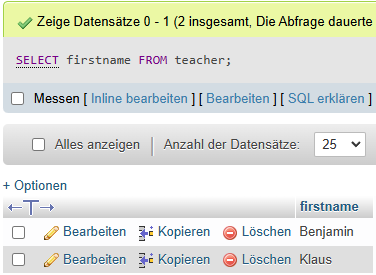 Zeige Datensätze 0 - 1 (2 insgesamt, Die Abfrage dauerte
SELECT firstname FROM teacher;
Messen [ Inline bearbeiten ] [ Bearbeiten ] [ SQL erklären ]
Alles anzeigen Anzahl der Datensätze: 25
+ Optionen
firstname
Bearbeiten Kopieren Löschen Benjamin
Bearbeiten Kopieren Löschen Klaus